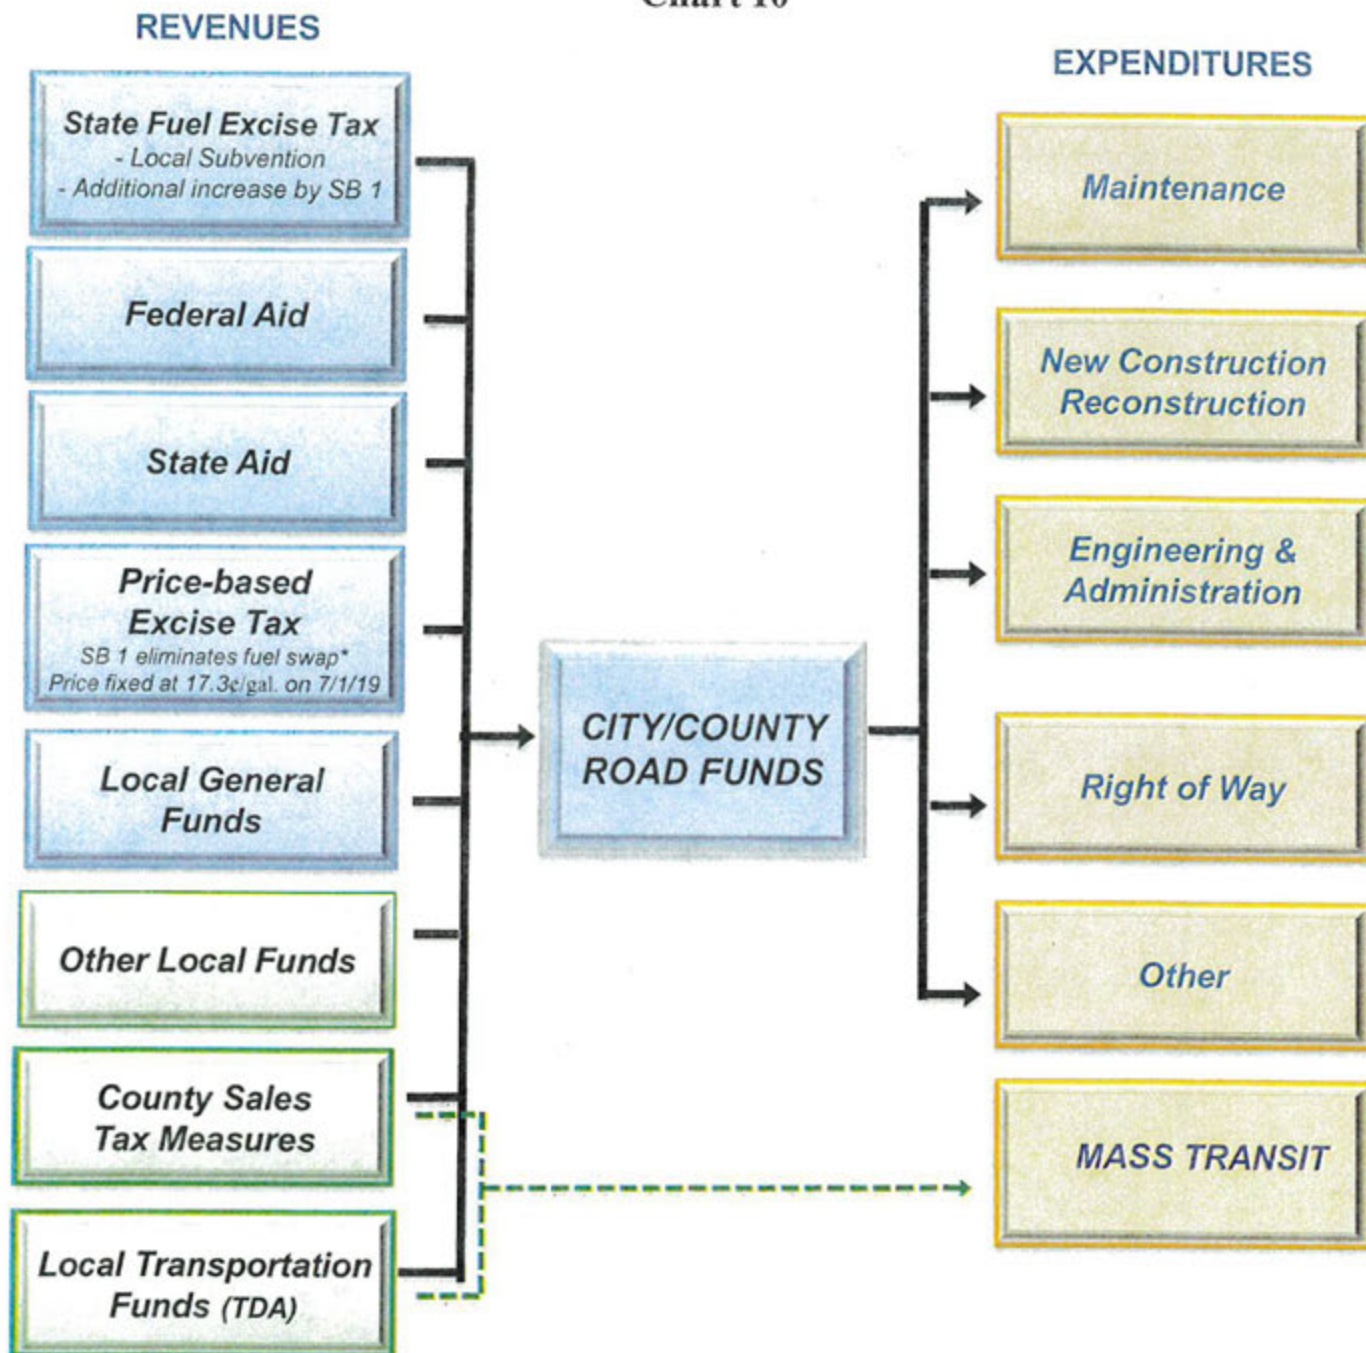 Chart 10
REVENUES
EXPENDITURES
State Fuel Excise Tax
- Local Subvention
- Additional increase by SB 1
Federal Aid
State Aid
Price-based
Excise Tax
SB 1 eliminates fuel swap*
Price fixed at 17.3¢/gal. on 7/1/19
Local General
Funds
Other Local Funds
County Sales
Tax Measures
Local Transportation
Funds (TDA)
CITY/COUNTY
ROAD FUNDS
Maintenance
New Construction
Reconstruction
Engineering &
Administration
Right of Way
Other
MASS TRANSIT